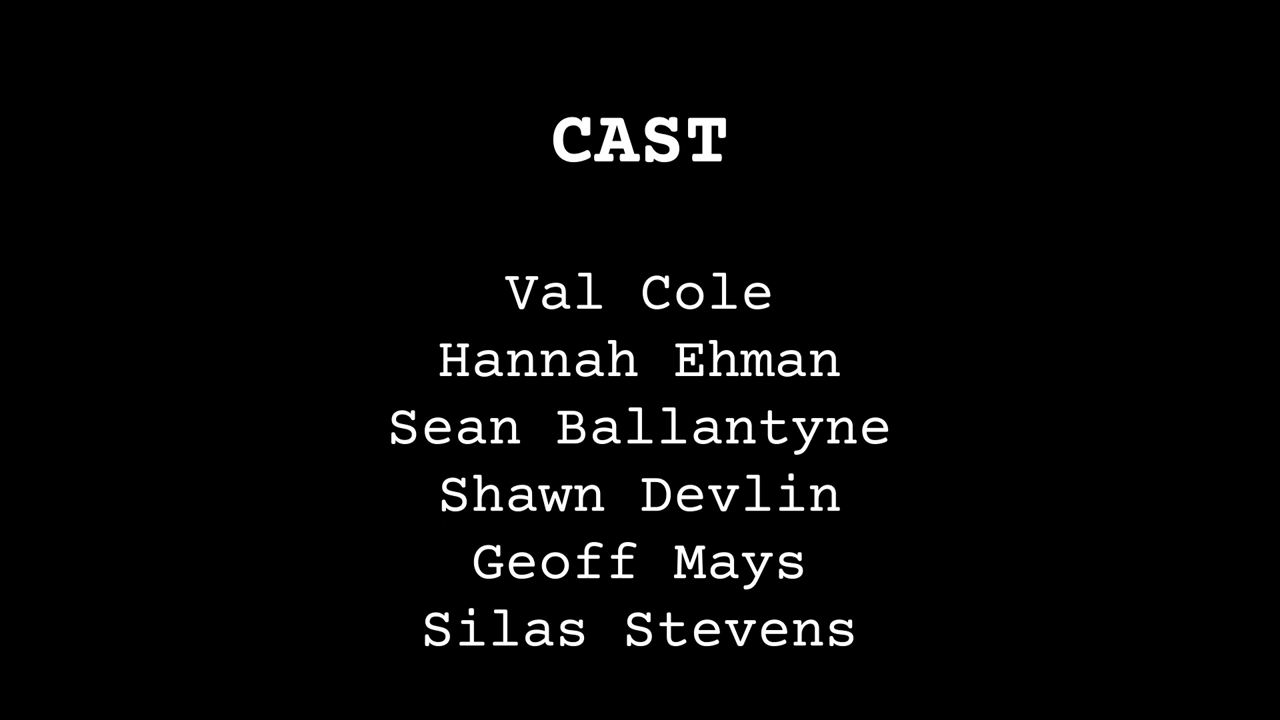 CAST
Val Cole
Hannah Ehman
Sean Ballantyne
Shawn Devlin
Geoff Mays
Silas Stevens